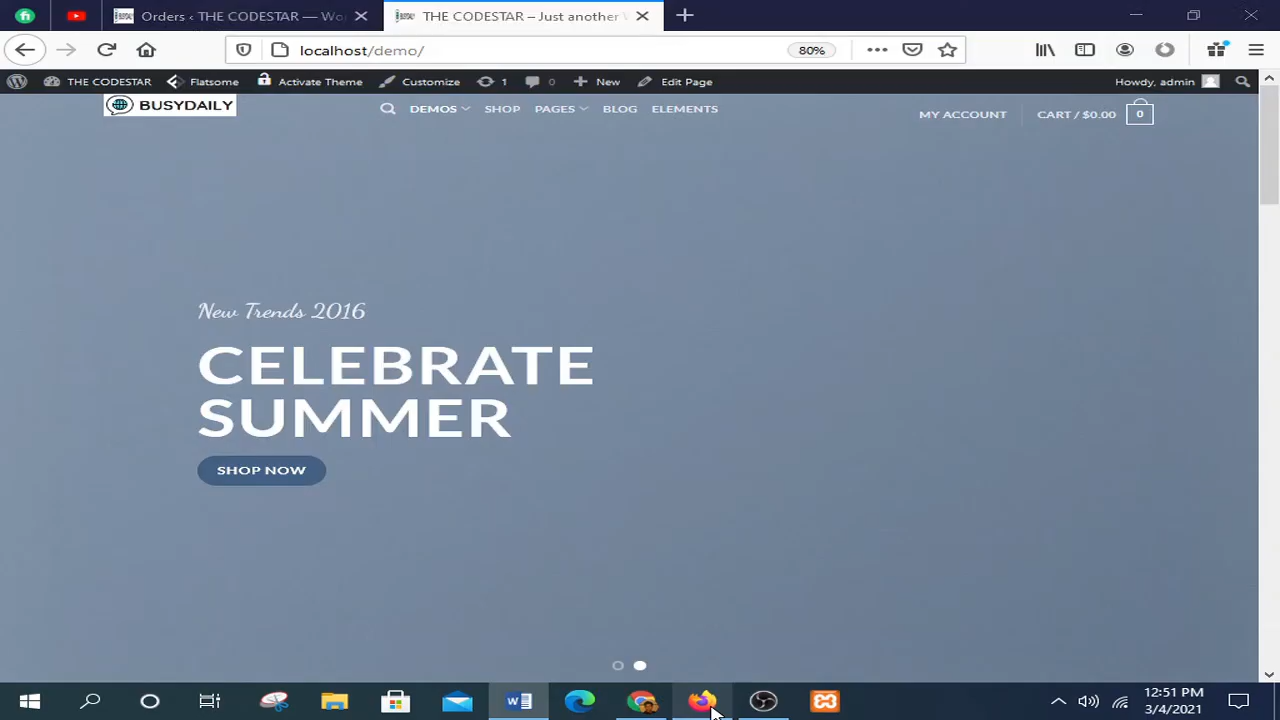 Orders ‹ THE CODESTAR — Wo
THE CODESTAR – Just another
localhost/demo/
80%
THE CODESTAR
Flatsome
Activate Theme
Customize
1
0
New
Edit Page
Howdy, admin
BUSYDAILY
DEMOS
SHOP
PAGES
BLOG
ELEMENTS
MY ACCOUNT
CART / $0.00
0
New Trends 2016
CELEBRATE
SUMMER
SHOP NOW
12:51 PM
3/4/2021